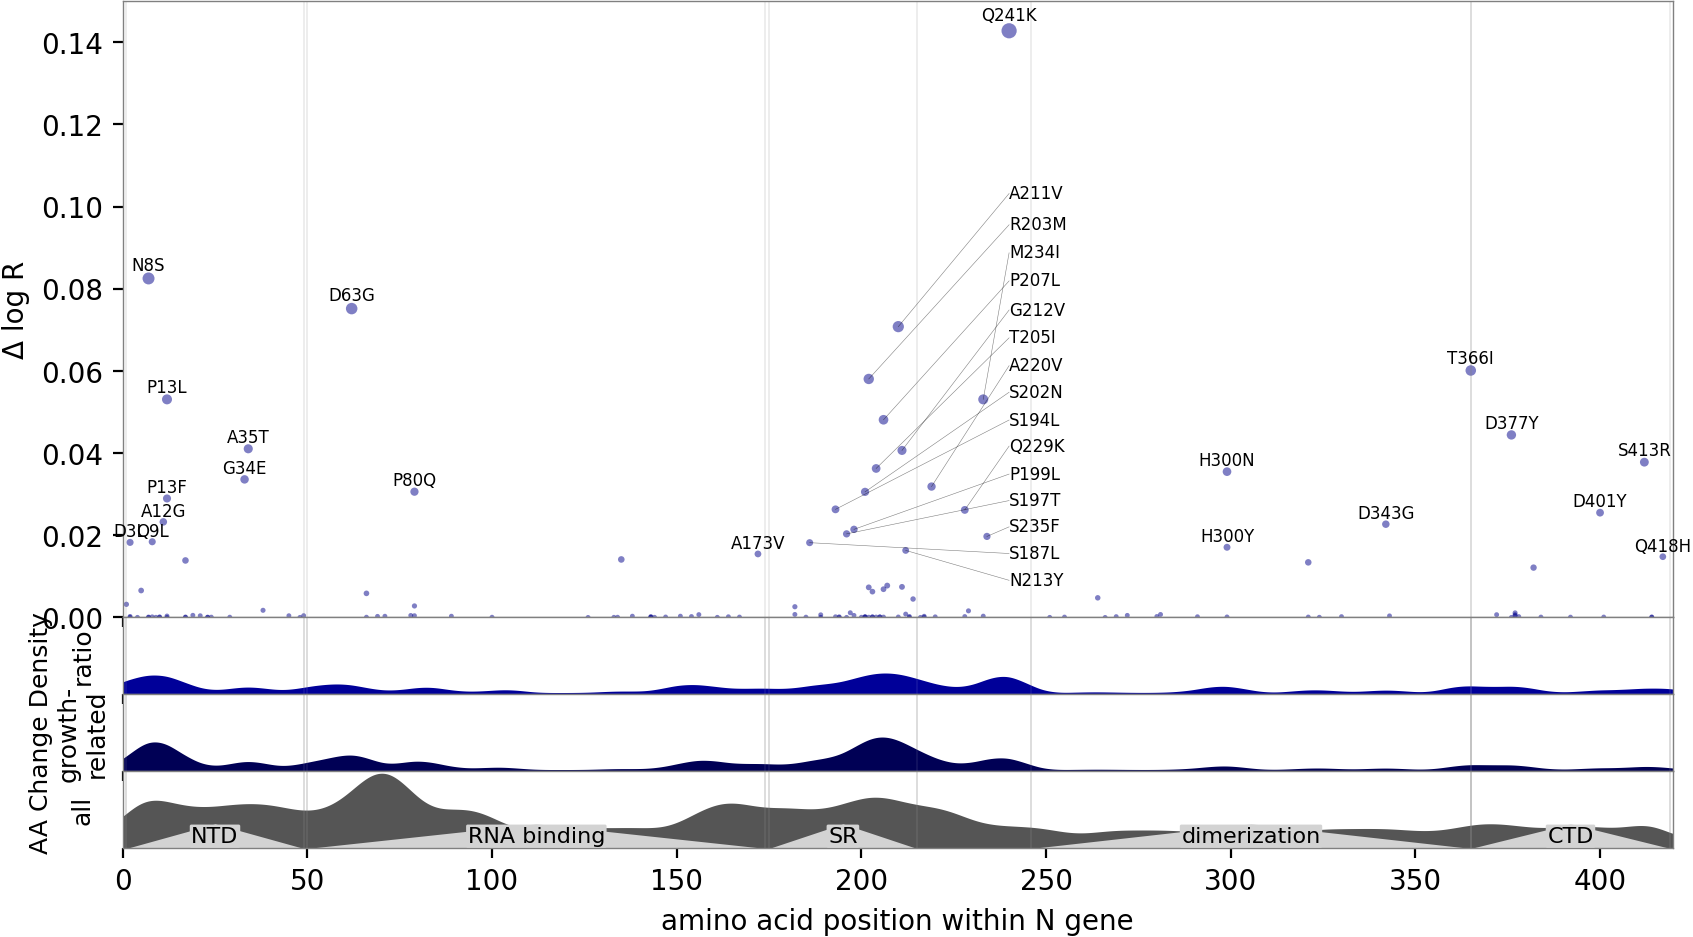 Q241K
0.14
0.12
A211V
0.10
R203M
M234I
N8S
P207L
0.08
D63G
G212V
Δ log R
T205I
T366I
A220V
0.06
P13L
S202N
S194L
D377Y
A35T
Q229K
S413R
0.04
G34E
H300N
P80Q
P199L
P13F
S197T
D401Y
A12G
D343G
S235F
D3L
Q9L
0.02
A173V
H300Y
S187L
Q418H
N213Y
0.00
AA Change Density
ratio
growth-
related
all
NTD
RNA binding
SR
dimerization
CTD
0
50
100
150
200
250
300
350
400
amino acid position within N gene